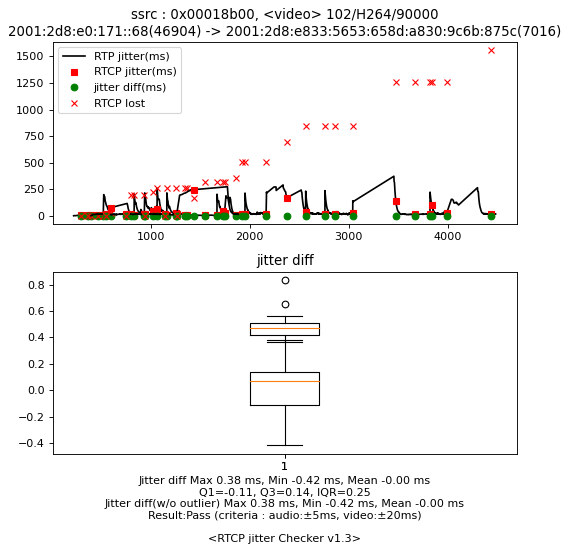 ssrc : 0x00018b00, <video> 102/H264/90000
2001:2d8:e0:171::68(46904) -> 2001:2d8:e833:5653:658d:a830:9c6b:875c(7016)
1500
1250
1000
750
500
250
0
RTP jitter(ms)
RTCP jitter(ms)
jitter diff(ms)
RTCP lost
1000
2000
3000
4000
jitter diff
0.8
0.6
0.4
0.2
0.0
−0.2
−0.4
1
Jitter diff Max 0.38 ms, Min -0.42 ms, Mean -0.00 ms
Q1=-0.11, Q3=0.14, IQR=0.25
Jitter diff(w/o outlier) Max 0.38 ms, Min -0.42 ms, Mean -0.00 ms
Result:Pass (criteria : audio:±5ms, video:±20ms)
<RTCP jitter Checker v1.3>